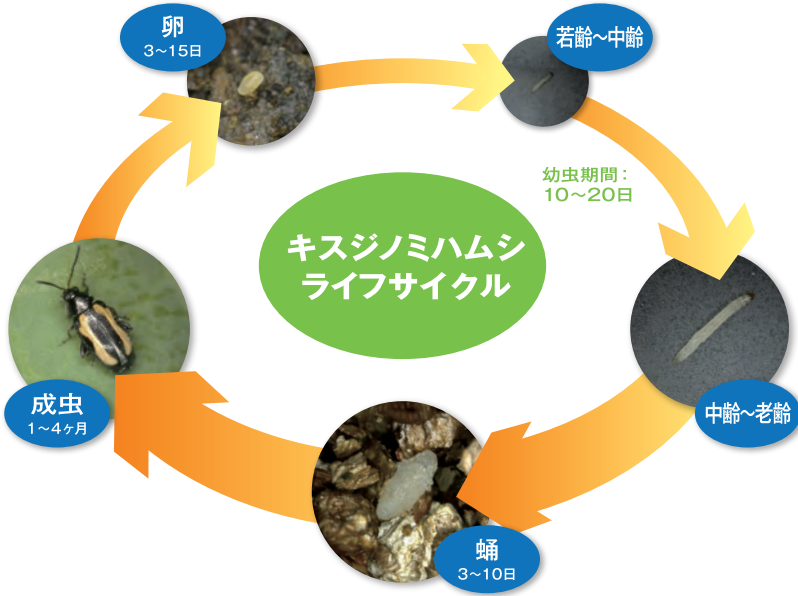 キスジノミハムシ
ライフサイクル
卵
3〜15日
若齢〜中齢
幼虫期間：
10〜20日
中齢〜老齢
蛹
3〜10日
成虫
1〜4ヶ月